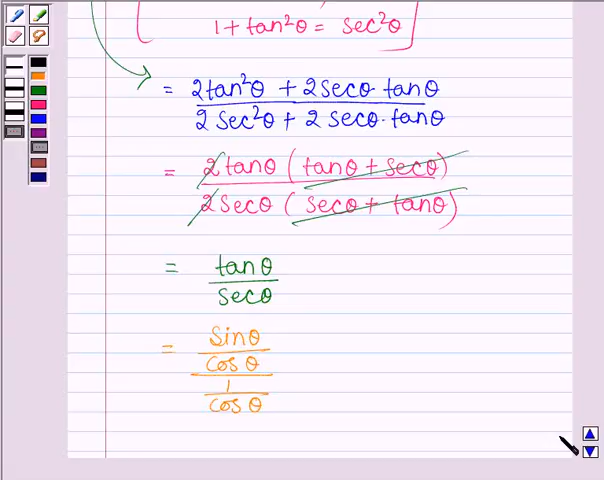 1 + tan²θ = sec²θ
= 2tan²θ + 2secθ·tanθ
2sec²θ + 2secθ·tanθ
= 2tanθ (tanθ + secθ)
2secθ (secθ + tanθ)
= tanθ
secθ
= Sinθ
cosθ
1
cosθ